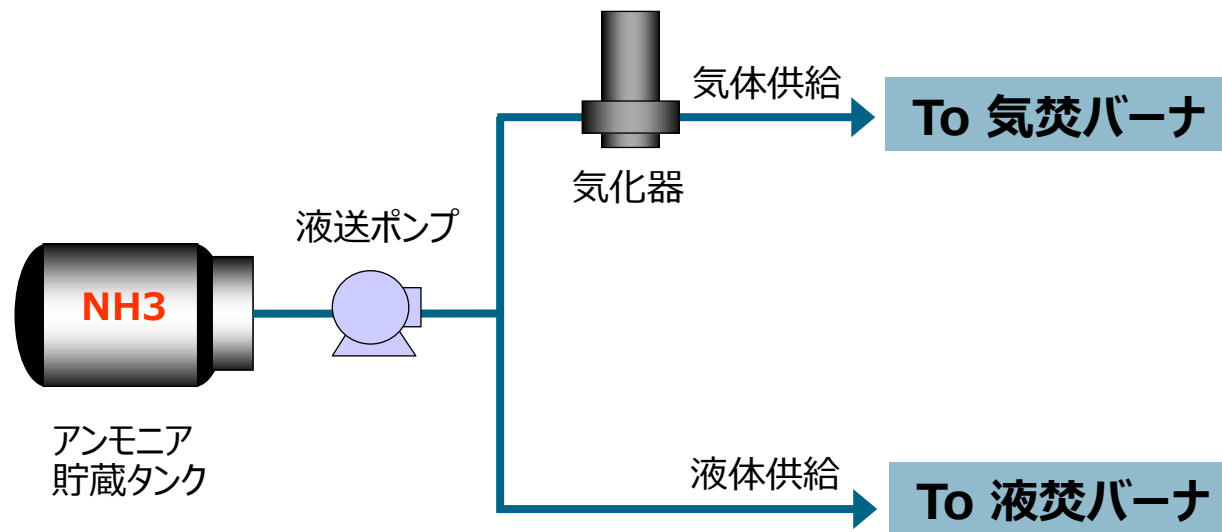 気体供給
To 気焚バーナ
気化器
液送ポンプ
NH3
アンモニア
貯蔵タンク
液体供給
To 液焚バーナ